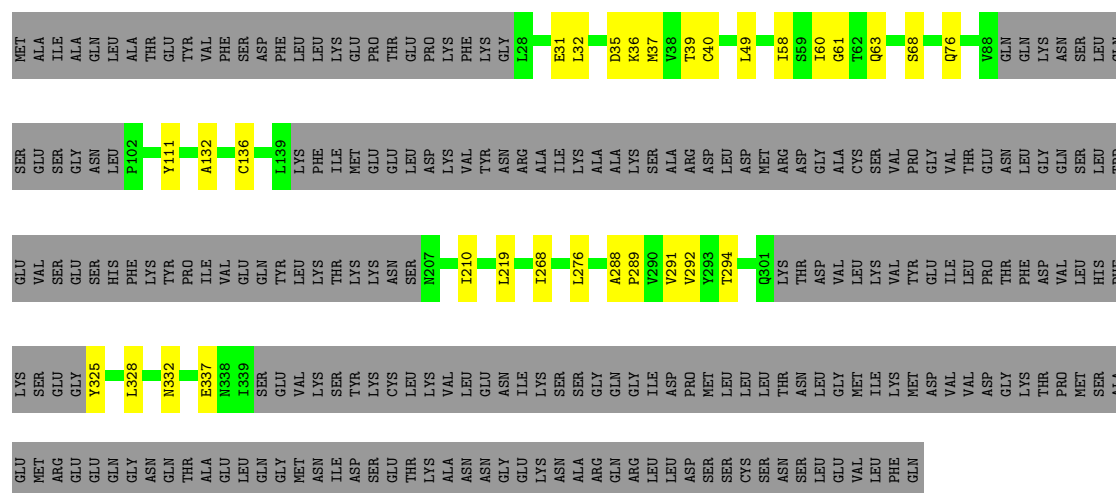 MET ALA ILE ALA GLN LEU ALA THR GLU TYR VAL PHE SER ASP PHE LEU LEU LYS GLU PRO THR GLU PRO LYS PHE LYS GLY L28 E31 L32 D35 K36 M37 V38 T39 C40 L49 I58 S59 I60 G61 T62 Q63 S68 Q76 V88 GLN GLN LYS ASN SER LEU
SER GLU SER GLY ASN LEU P102 Y111 A132 C136 L139 LYS PHE ILE MET GLU GLU LEU ASP LYS VAL TYR ASN ARG ALA ILE LYS ALA ALA LYS SER ALA ARG ASP LEU ASP MET ARG ASP GLY ALA CYS SER VAL PRO GLY VAL THR GLU ASN LEU GLY GLN SER LEU
GLU VAL SER GLU SER HIS PHE LYS TYR PRO ILE VAL GLU GLN TYR LEU LYS THR LYS LYS ASN SER N207 I210 L219 I268 L276 A288 P289 V290 V291 V292 Y293 T294 Q301 LYS THR ASP VAL LEU LYS VAL TYR GLU ILE LEU PRO THR PHE ASP VAL LEU HIS
LYS SER GLU GLY Y325 L328 N332 E337 N338 I339 SER GLU VAL LYS SER TYR LYS CYS LEU LYS VAL LEU GLU ASN ILE LYS SER SER GLY GLN GLY ILE ASP PRO MET LEU LEU LEU THR ASN LEU GLY MET ILE LYS MET ASP VAL VAL ASP GLY LYS THR PRO MET SER
GLU MET ARG GLU GLU GLN GLY ASN GLN THR ALA GLU LEU GLN GLY MET ASN ILE ASP SER GLU THR LYS ALA ASN ASN GLY GLU LYS ASN ALA ARG GLN ARG LEU LEU ASP SER SER CYS SER ASN SER LEU GLU VAL LEU PHE GLN